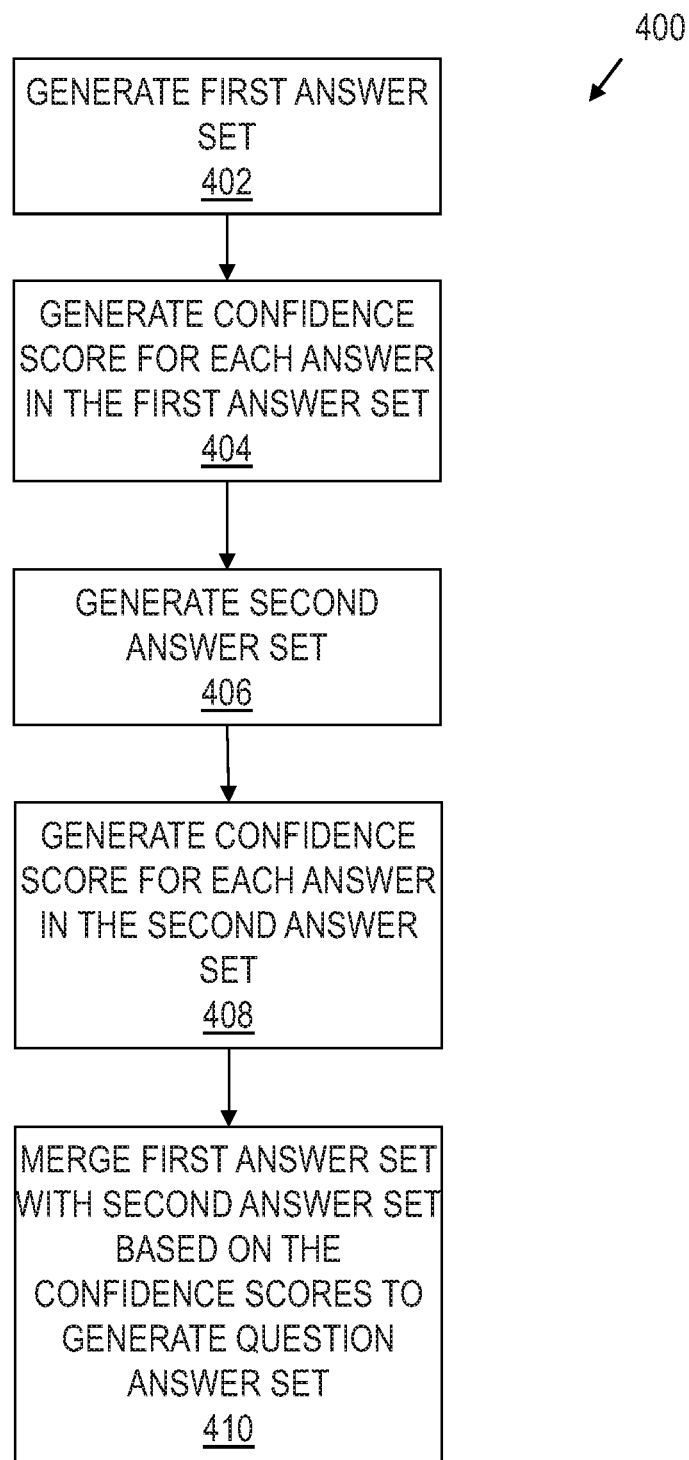 400
GENERATE FIRST ANSWER
SET
402
GENERATE CONFIDENCE
SCORE FOR EACH ANSWER
IN THE FIRST ANSWER SET
404
GENERATE SECOND
ANSWER SET
406
GENERATE CONFIDENCE
SCORE FOR EACH ANSWER
IN THE SECOND ANSWER
SET
408
MERGE FIRST ANSWER SET
WITH SECOND ANSWER SET
BASED ON THE
CONFIDENCE SCORES TO
GENERATE QUESTION
ANSWER SET
410